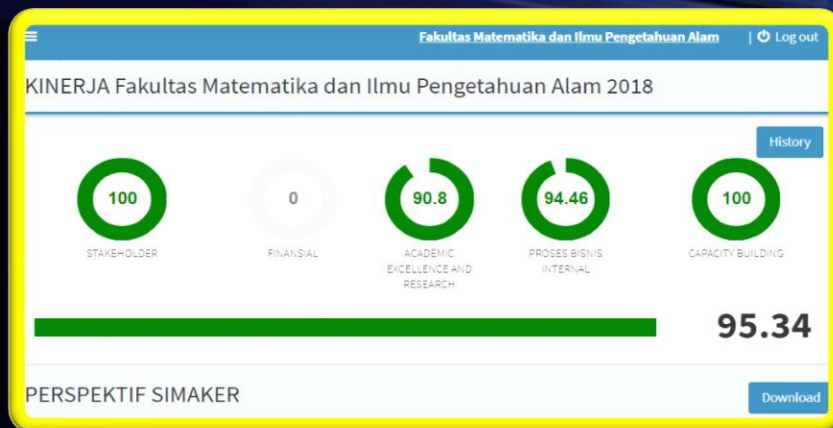 Fakultas Matematika dan Ilmu Pengetahuan Alam | Log out
KINERJA Fakultas Matematika dan Ilmu Pengetahuan Alam 2018
History
100
0
90.8
94.46
100
STAKEHOLDER
FINANSIAL
ACADEMIC
EXCELLENCE AND
RESEARCH
PROSES BISNIS
INTERNAL
CAPACITY BUILDING
95.34
PERSPEKTIF SIMAKER
Download